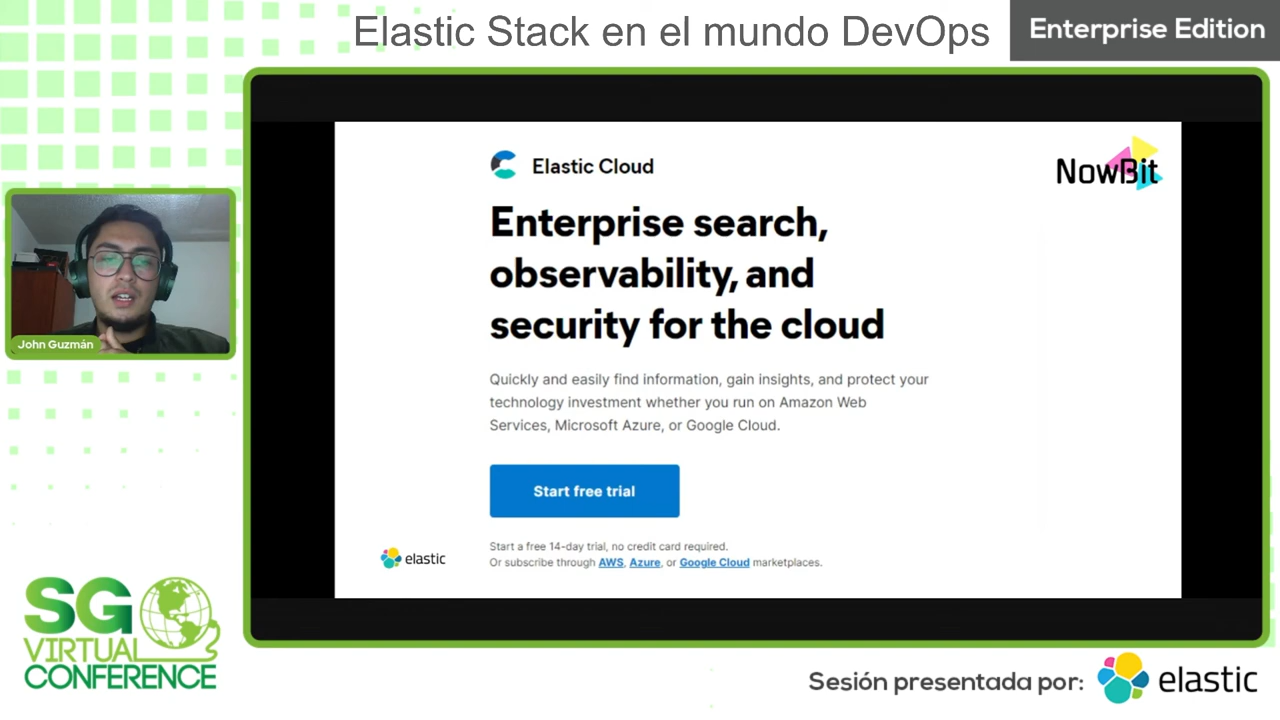 Elastic Stack en el mundo DevOps
Enterprise Edition
Elastic Cloud
NowBit
Enterprise search,
observability, and
security for the cloud
Quickly and easily find information, gain insights, and protect your
technology investment whether you run on Amazon Web
Services, Microsoft Azure, or Google Cloud.
Start free trial
Start a free 14-day trial, no credit card required.
Or subscribe through AWS, Azure, or Google Cloud marketplaces.
elastic
John Guzmán
SG
VIRTUAL
CONFERENCE
Sesión presentada por:
elastic